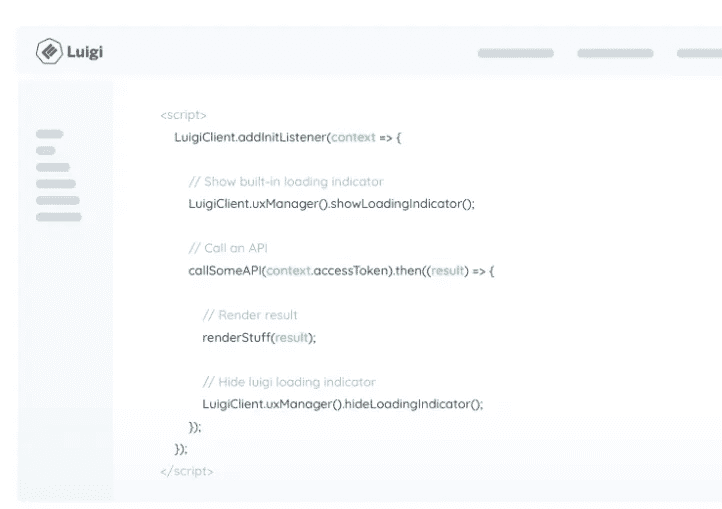 Luigi
<script>
LuigiClient.addInitListener(context => {
// Show built-in loading indicator
LuigiClient.uxManager().showLoadingIndicator();
// Call an API
callSomeAPI(context.accessToken).then((result) => {
// Render result
renderStuff(result);
// Hide luigi loading indicator
LuigiClient.uxManager().hideLoadingIndicator();
});
});
</script>